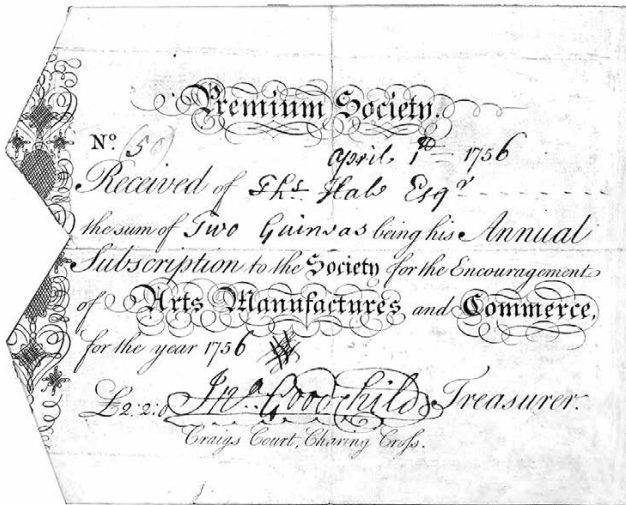 Premium Society.
No. 50 April 1st 1756
Received of Thos. Hale Esqr
the sum of Two Guineas being his Annual
Subscription to the Society for the Encouragement
of Arts Manufactures and Commerce,
for the year 1756
£2:2:0 Jno. Goodchild Treasurer.
Craigs Court, Charing Cross.